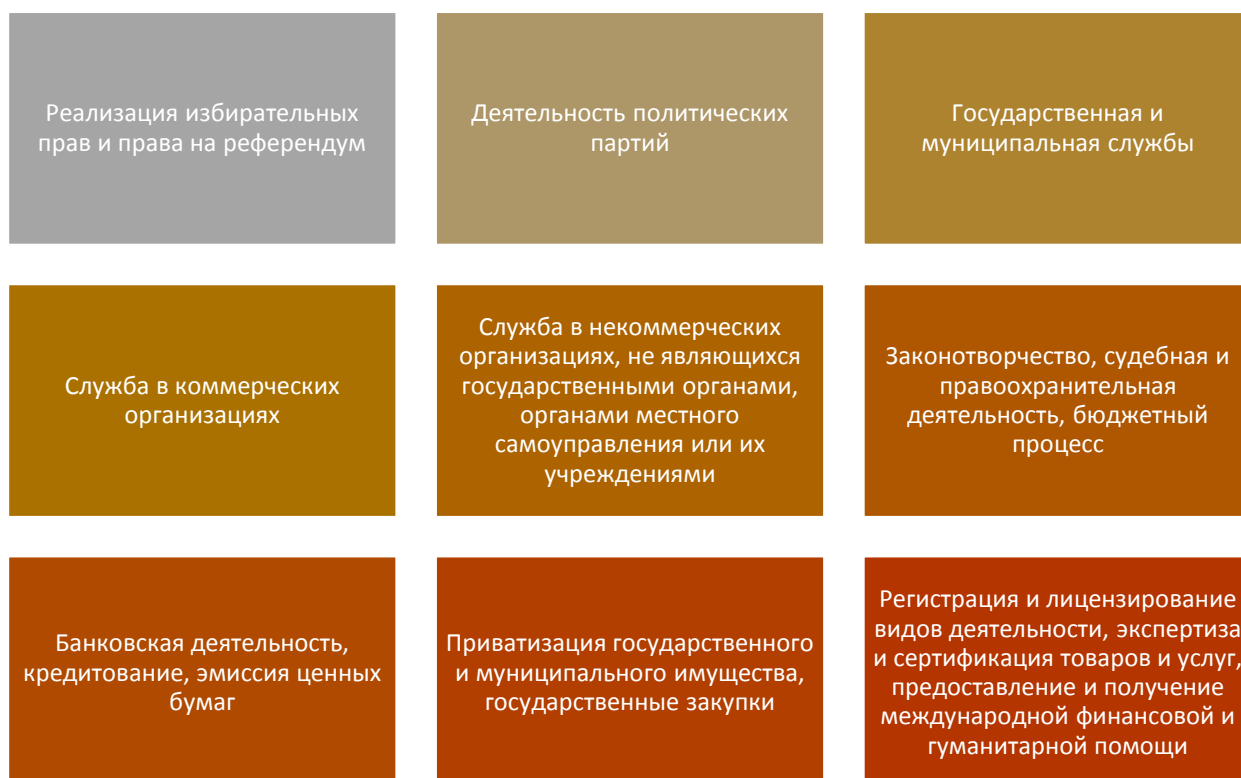 Реализация избирательных
прав и права на референдум
Деятельность политических
партий
Государственная и
муниципальная службы
Служба в коммерческих
организациях
Служба в некоммерческих
организациях, не являющихся
государственными органами,
органами местного
самоуправления или их
учреждениями
Законотворчество, судебная и
правоохранительная
деятельность, бюджетный
процесс
Банковская деятельность,
кредитование, эмиссия ценных
бумаг
Приватизация государственного
и муниципального имущества,
государственные закупки
Регистрация и лицензирование
видов деятельности, экспертиза
и сертификация товаров и услуг,
предоставление и получение
международной финансовой и
гуманитарной помощи